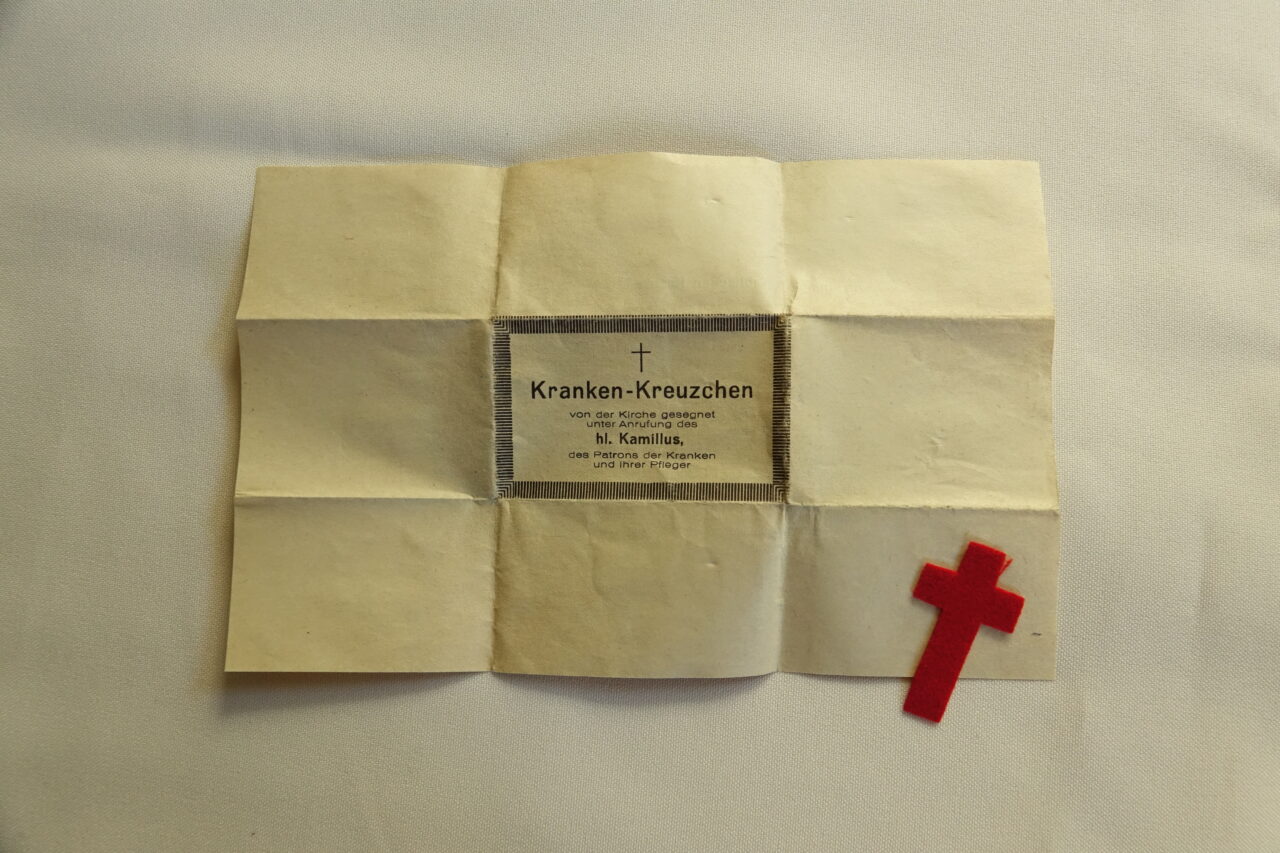 Kranken-Kreuzchen
von der Kirche gesegnet
unter Anrufung des
hl. Kamillus,
des Patrons der Kranken
und ihrer Pfleger